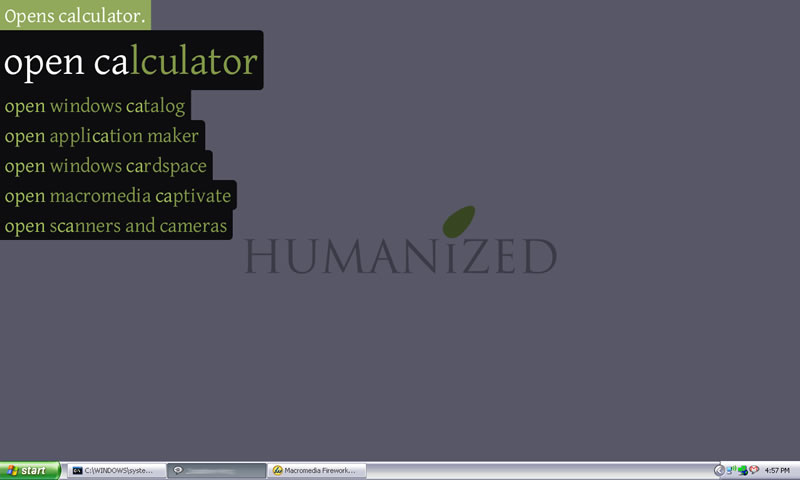 Opens calculator.
open calculator
open windows catalog
open application maker
open windows cardspace
open macromedia captivate
open scanners and cameras
HUMANIZED
start
C:\WINDOWS\syste...
Macromedia Firework...
4:57 PM